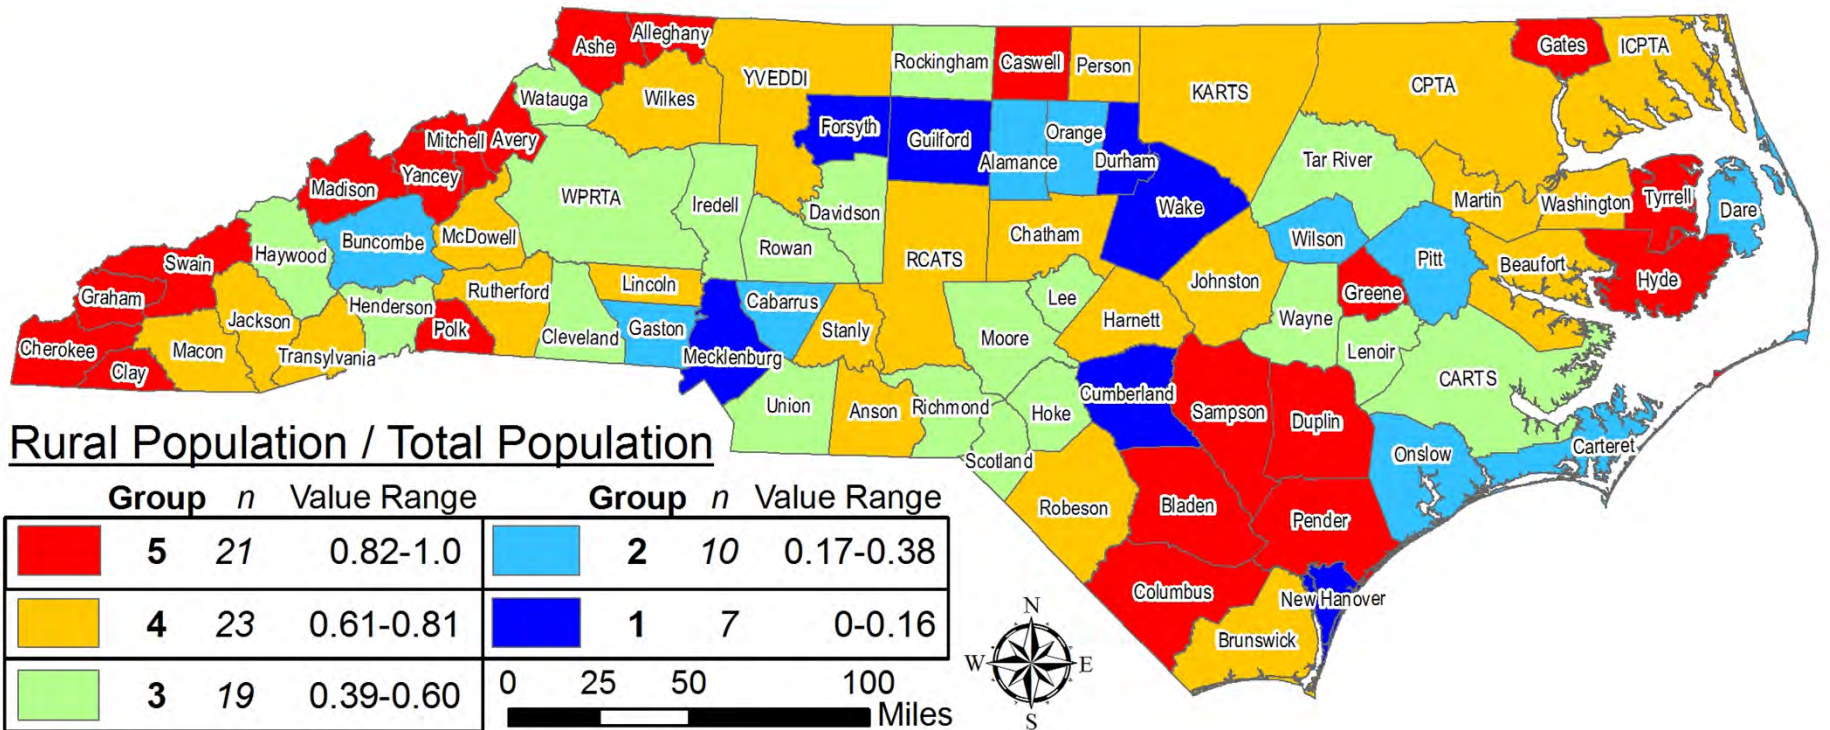 Ashe
Alleghany
Gates
ICPTA
Rockingham
Caswell
Person
YVEDDI
KARTS
CPTA
Watauga
Wilkes
Forsyth
Guilford
Orange
Alamance
Durham
Mitchell
Avery
Tar River
Madison
Yancey
WPRTA
Iredell
Davidson
Wake
Martin
Washington
Tyrrell
Dare
Buncombe
McDowell
Rowan
Chatham
Wilson
Haywood
Swain
RCATS
Pitt
Beaufort
Hyde
Graham
Rutherford
Lincoln
Johnston
Greene
Henderson
Cabarrus
Lee
Jackson
Polk
Cleveland
Gaston
Stanly
Moore
Harnett
Wayne
Cherokee
Macon
Transylvania
Mecklenburg
Lenoir
Clay
CARTS
Union
Anson
Richmond
Hoke
Cumberland
Sampson
Duplin
Scotland
Onslow
Carteret
Robeson
Bladen
Pender
Columbus
New Hanover
Brunswick
Rural Population / Total Population
Group n Value Range Group n Value Range
5 21 0.82-1.0 2 10 0.17-0.38
4 23 0.61-0.81 1 7 0-0.16
3 19 0.39-0.60
0 25 50 100
Miles
N
W E
S